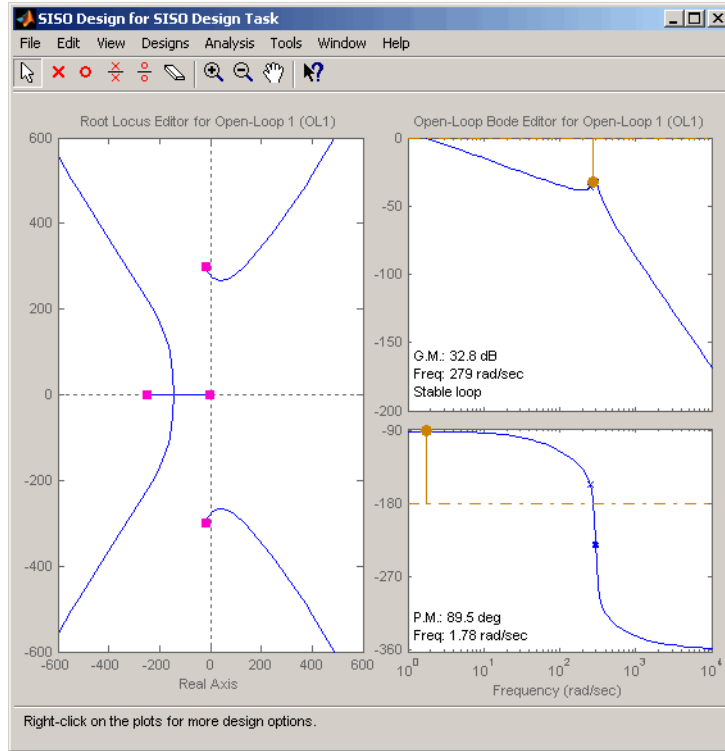 SISO Design for SISO Design Task
File Edit View Designs Analysis Tools Window Help
Root Locus Editor for Open-Loop 1 (OL1)
600
400
200
0
-200
-400
-600
-600 -400 -200 0 200 400 600
Real Axis
Open-Loop Bode Editor for Open-Loop 1 (OL1)
0
-50
-100
-150
-200
G.M.: 32.8 dB
Freq: 279 rad/sec
Stable loop
-90
-180
-270
-360
P.M.: 89.5 deg
Freq: 1.78 rad/sec
10^0 10^1 10^2 10^3 10^4
Frequency (rad/sec)
Right-click on the plots for more design options.